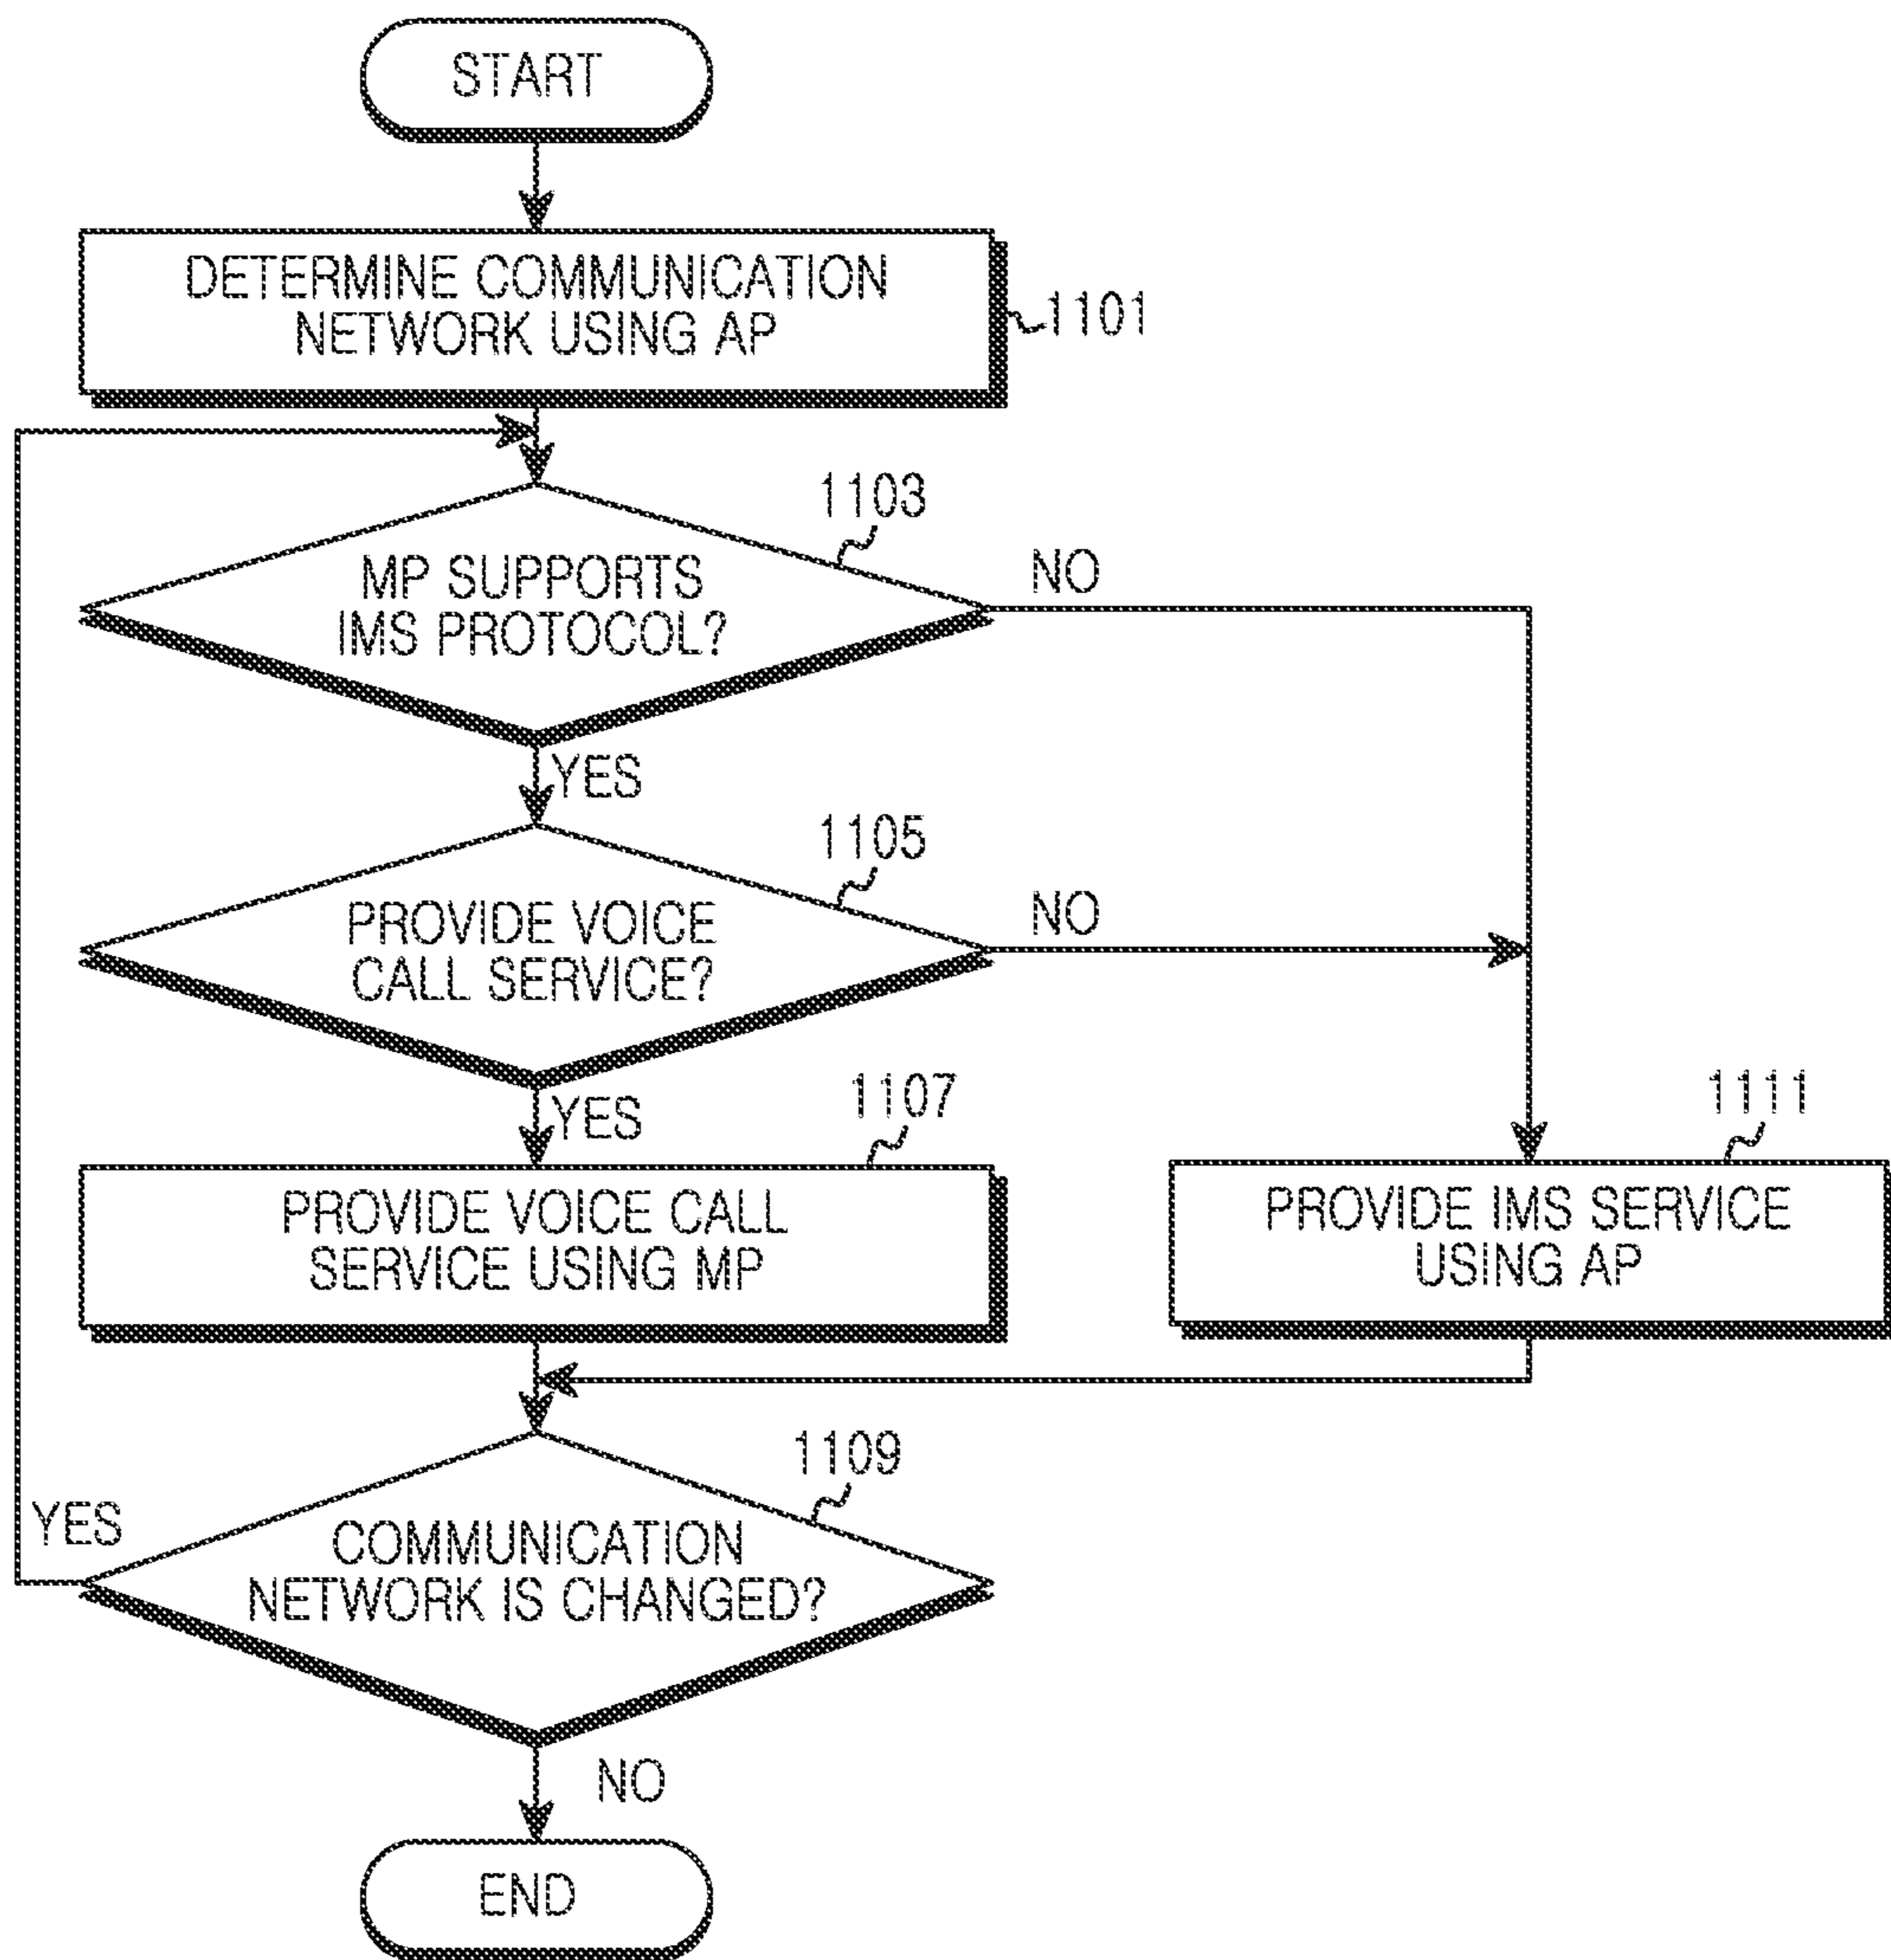 START
DETERMINE COMMUNICATION
NETWORK USING AP
1101
1103
MP SUPPORTS
IMS PROTOCOL?
NO
YES
1105
PROVIDE VOICE
CALL SERVICE?
NO
YES
1107
PROVIDE VOICE CALL
SERVICE USING MP
1111
PROVIDE IMS SERVICE
USING AP
1109
COMMUNICATION
NETWORK IS CHANGED?
YES
NO
END